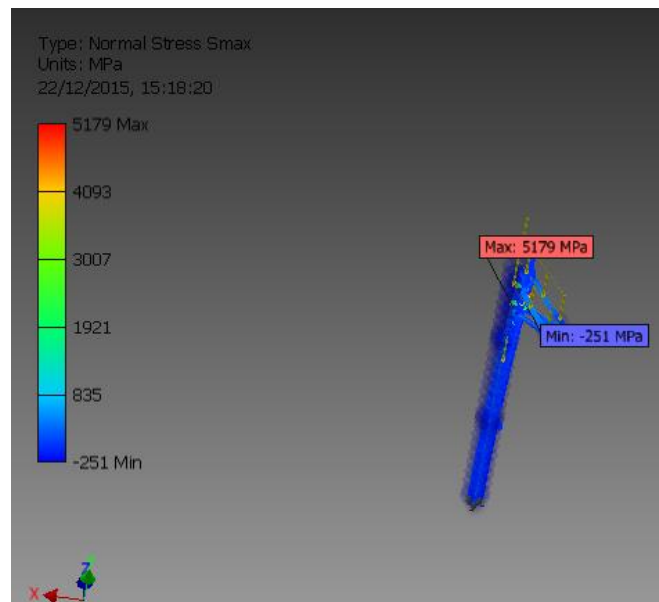 Type: Normal Stress Smax
Units: MPa
22/12/2015, 15:18:20
5179 Max
4093
3007
1921
835
-251 Min
Max: 5179 MPa
Min: -251 MPa
Z
X